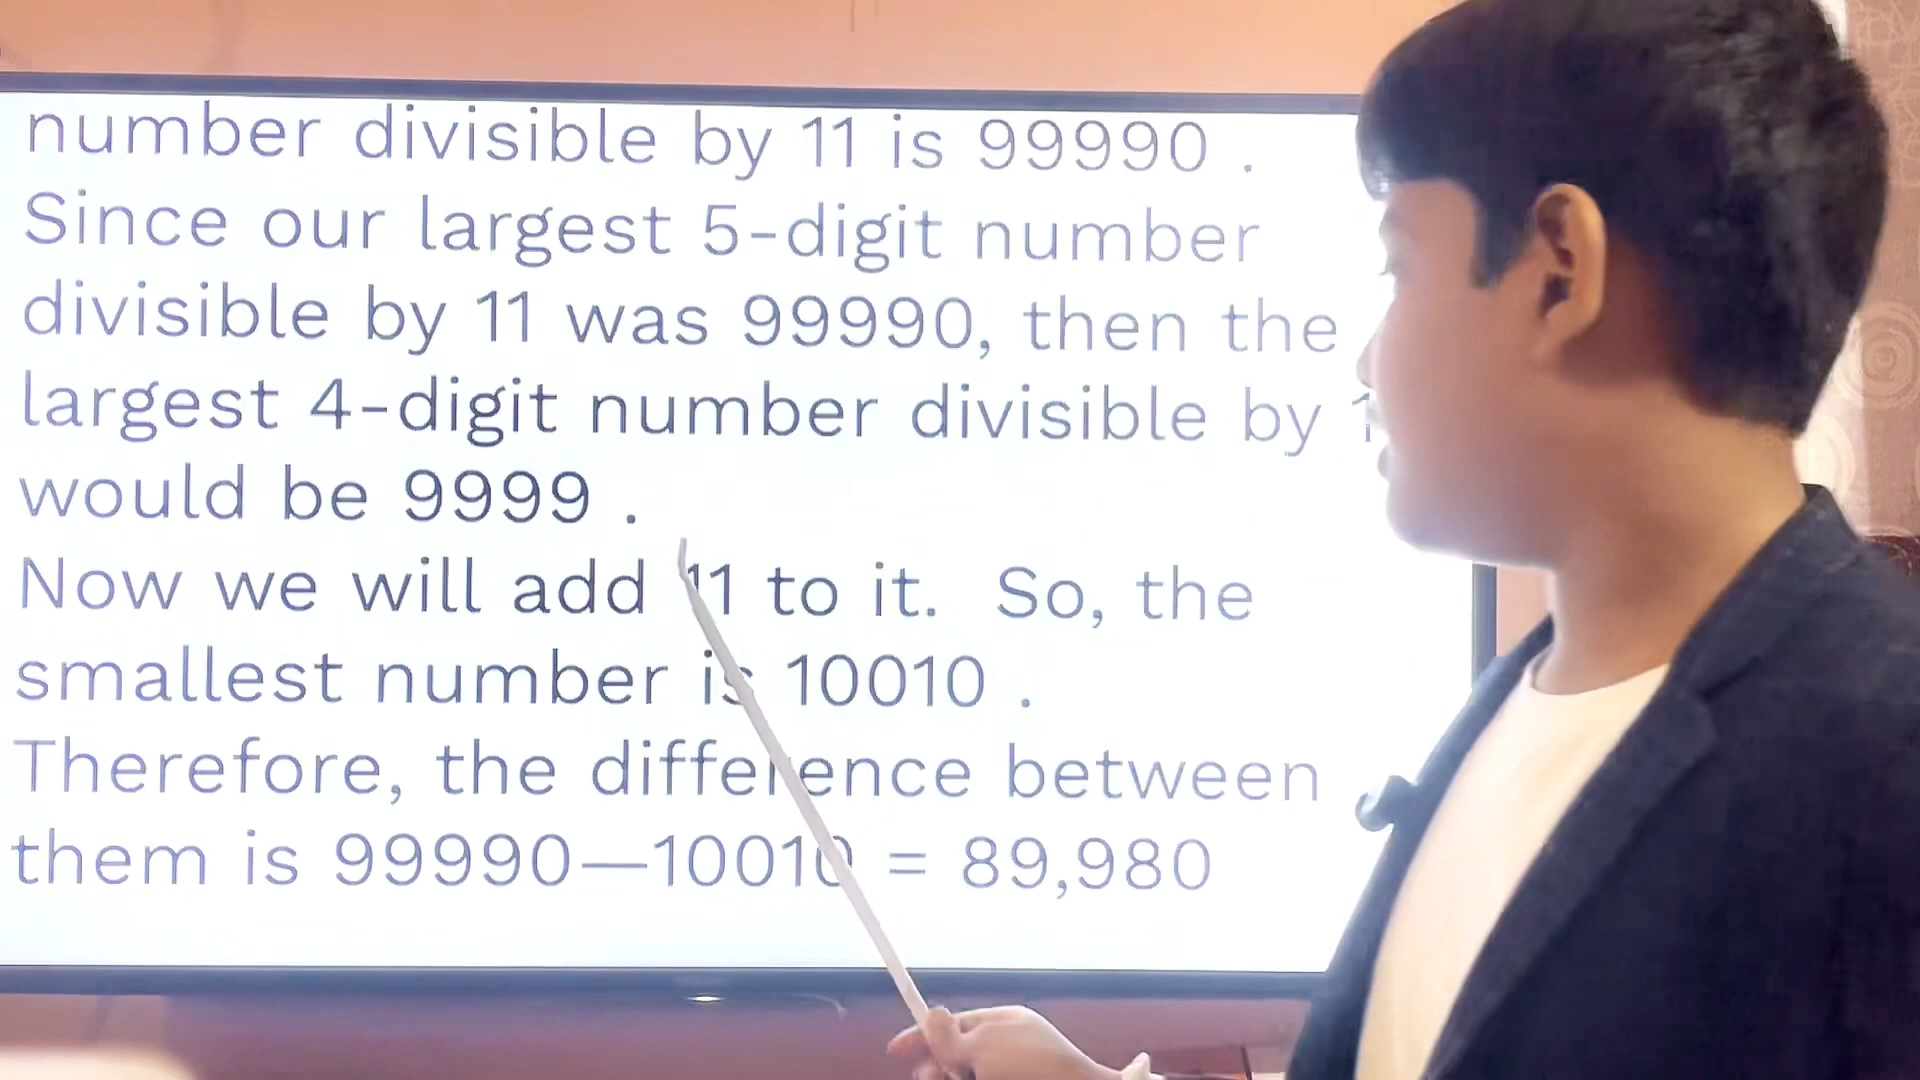 number divisible by 11 is 99990 .
Since our largest 5-digit number
divisible by 11 was 99990, then the
largest 4-digit number divisible by
would be 9999 .
Now we will add 11 to it. So, the
smallest number is 10010 .
Therefore, the difference between
them is 99990—10010 = 89,980